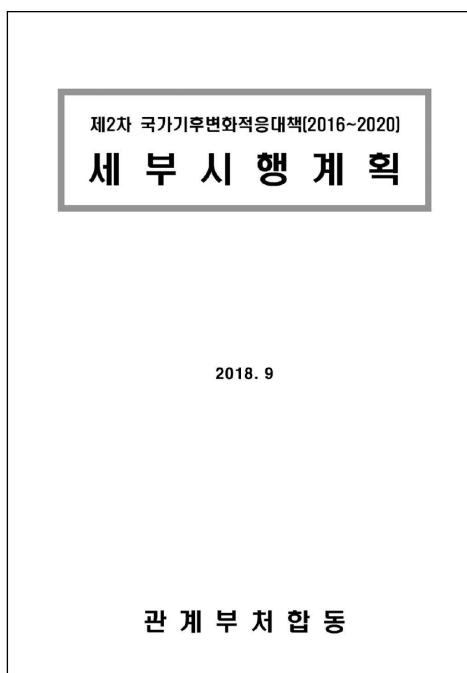 제2차 국가기후변화적응대책(2016~2020)
세 부 시 행 계 획
2018. 9
관 계 부 처 합 동